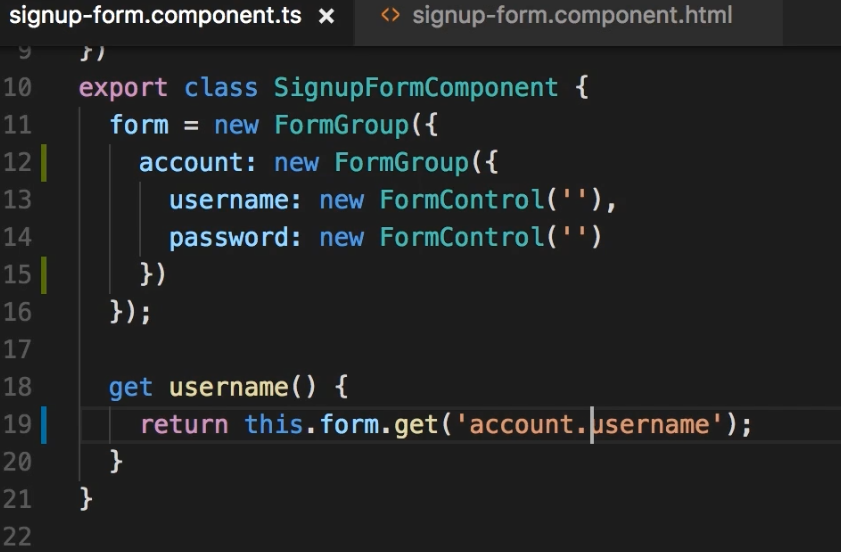 signup-form.component.ts × <> signup-form.component.html
9 })
10 export class SignupFormComponent {
11   form = new FormGroup({
12     account: new FormGroup({
13       username: new FormControl(''),
14       password: new FormControl('')
15     })
16   });
17
18   get username() {
19     return this.form.get('account.username');
20   }
21 }
22